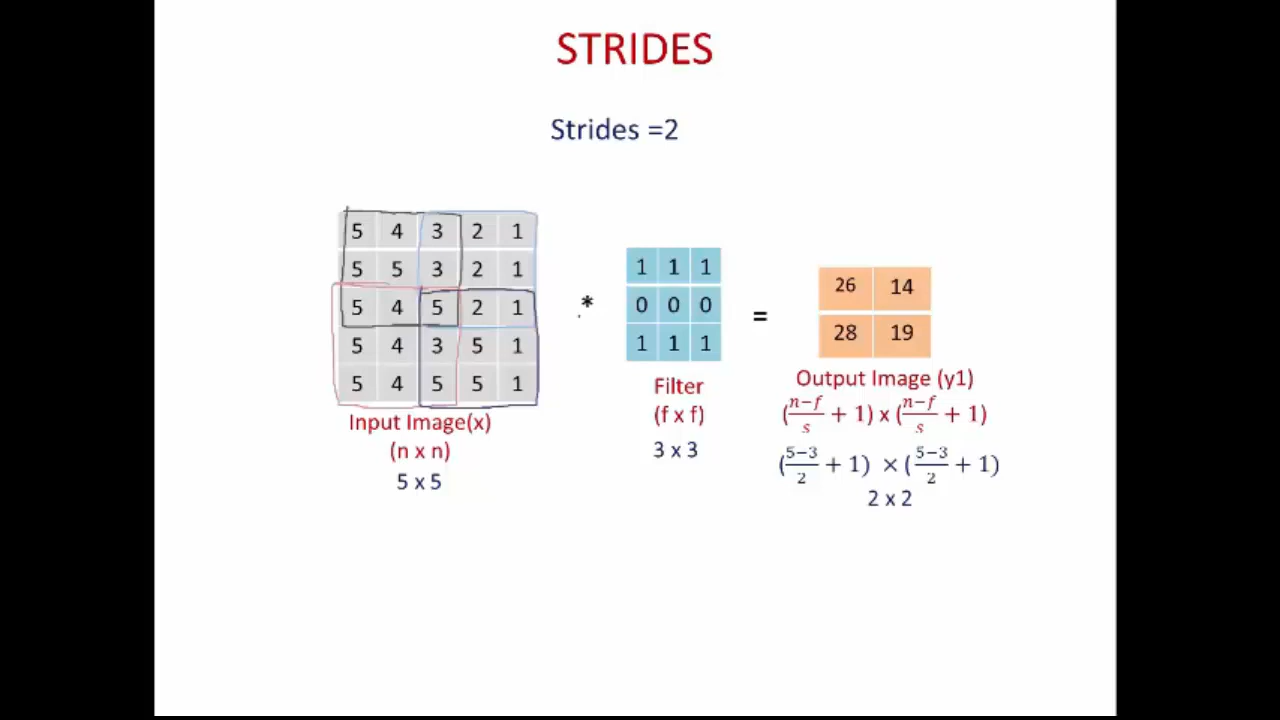 STRIDES
Strides =2
5 4 3 2 1
5 5 3 2 1
5 4 5 2 1
5 4 3 5 1
5 4 5 5 1
Input Image(x)
(n x n)
5 x 5
*
1 1 1
0 0 0
1 1 1
Filter
(f x f)
3 x 3
=
26 14
28 19
Output Image (y1)
(n−f/s + 1) x (n−f/s + 1)
(5−3/2 + 1) × (5−3/2 + 1)
2 x 2